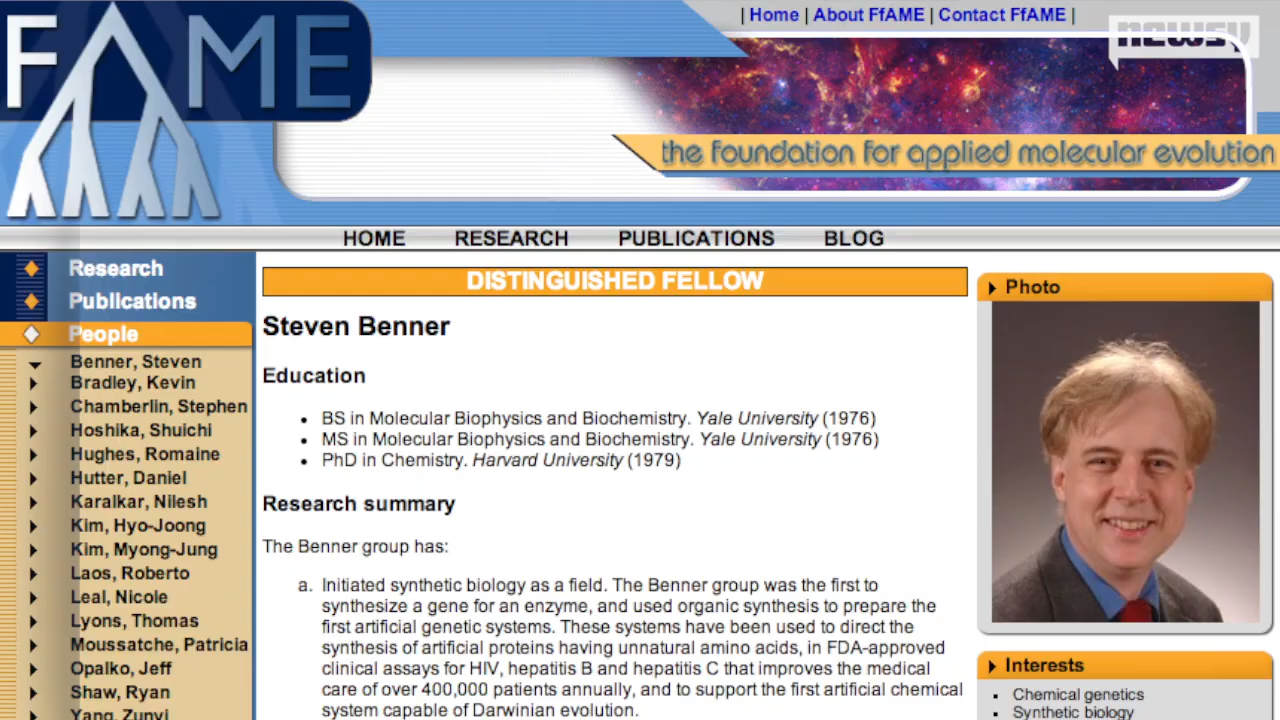 | Home | About FfAME | Contact FfAME |
newsy
FAME
the foundation for applied molecular evolution
HOME RESEARCH PUBLICATIONS BLOG
Research
Publications
People
Benner, Steven
Bradley, Kevin
Chamberlin, Stephen
Hoshika, Shuichi
Hughes, Romaine
Hutter, Daniel
Karalkar, Nilesh
Kim, Hyo-Joong
Kim, Myong-Jung
Laos, Roberto
Leal, Nicole
Lyons, Thomas
Moussatche, Patricia
Opalko, Jeff
Shaw, Ryan
Yang, Zunyi
DISTINGUISHED FELLOW
Steven Benner
Education
• BS in Molecular Biophysics and Biochemistry. Yale University (1976)
• MS in Molecular Biophysics and Biochemistry. Yale University (1976)
• PhD in Chemistry. Harvard University (1979)
Research summary
The Benner group has:
a. Initiated synthetic biology as a field. The Benner group was the first to
synthesize a gene for an enzyme, and used organic synthesis to prepare the
first artificial genetic systems. These systems have been used to direct the
synthesis of artificial proteins having unnatural amino acids, in FDA-approved
clinical assays for HIV, hepatitis B and hepatitis C that improves the medical
care of over 400,000 patients annually, and to support the first artificial chemical
system capable of Darwinian evolution.
Photo
Interests
• Chemical genetics
• Synthetic biology